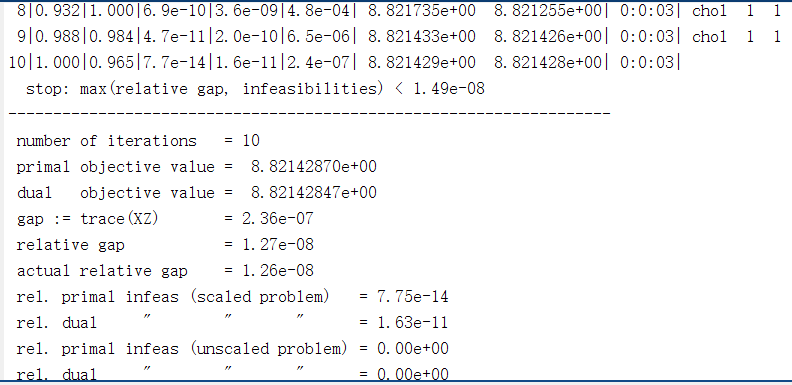 8|0.932|1.000|6.9e-10|3.6e-09|4.8e-04| 8.821735e+00  8.821255e+00| 0:0:03| chol  1  1
 9|0.988|0.984|4.7e-11|2.0e-10|6.5e-06| 8.821433e+00  8.821426e+00| 0:0:03| chol  1  1
10|1.000|0.965|7.7e-14|1.6e-11|2.4e-07| 8.821429e+00  8.821428e+00| 0:0:03|
  stop: max(relative gap, infeasibilities) < 1.49e-08
-------------------------------------------------------------------
 number of iterations   = 10
 primal objective value =  8.82142870e+00
 dual   objective value =  8.82142847e+00
 gap := trace(XZ)       = 2.36e-07
 relative gap           = 1.27e-08
 actual relative gap    = 1.26e-08
 rel. primal infeas (scaled problem)   = 7.75e-14
 rel. dual     "        "       "      = 1.63e-11
 rel. primal infeas (unscaled problem) = 0.00e+00
 rel. dual     "        "       "      = 0.00e+00